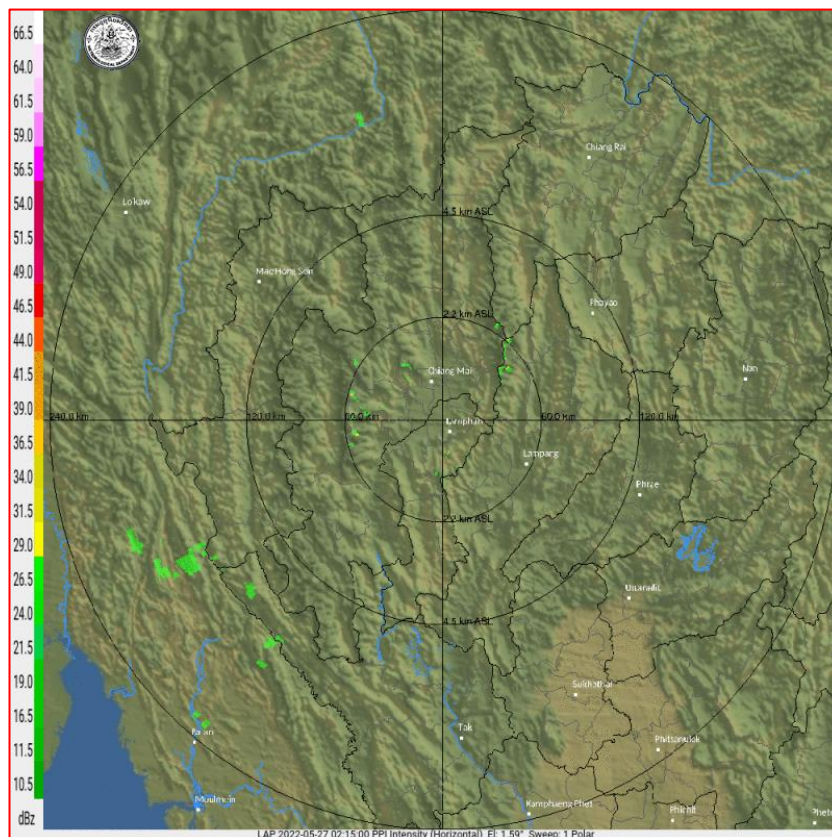 66.5
64.0
61.5
59.0
56.5
54.0
51.5
49.0
46.5
44.0
41.5
39.0
36.5
34.0
31.5
29.0
26.5
24.0
21.5
19.0
16.5
14.0
11.5
10.5
dBz
Chiang Rai
Loikaw
4.5 km ASL
Mae Hong Son
Phayao
2.2 km ASL
Chiang Mai
Nan
240.0 km
120.0 km
60.0 km
60.0 km
120.0 km
Lamphun
Lampang
Phrae
2.2 km ASL
Uttaradit
4.5 km ASL
Sukhothai
Tak
Phitsanulok
Pa-an
Moulmein
Kamphaeng Phet
Phichit
Phet
LAP 2022-05-27 02:15:00 PPI Intensity (Horizontal) El: 1.59° Sweep: 1 Polar